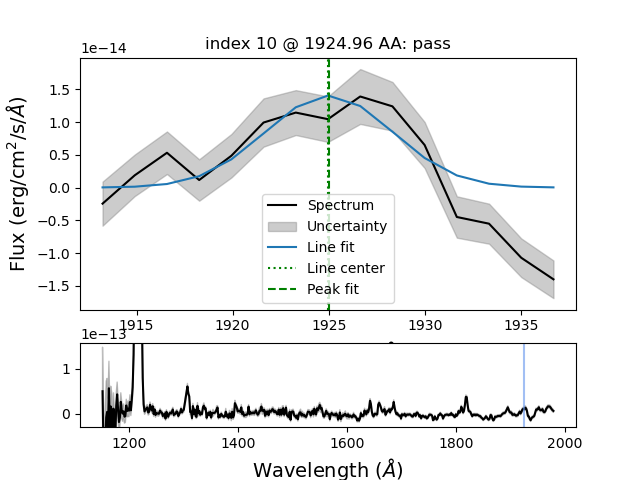 index 10 @ 1924.96 AA: pass
1e−14
Flux (erg/cm²/s/Å)
1.5
1.0
0.5
0.0
−0.5
−1.0
−1.5
Spectrum
Uncertainty
Line fit
Line center
Peak fit
1915 1920 1925 1930 1935
1e−13
1
0
1200 1400 1600 1800 2000
Wavelength (Å)